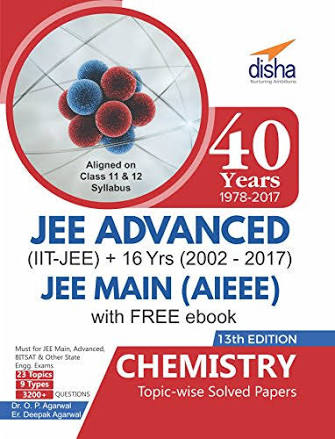 disha
Nurturing Ambitions
Aligned on
Class 11 & 12
Syllabus
40
Years
1978-2017
JEE ADVANCED
(IIT-JEE) + 16 Yrs (2002 - 2017)
JEE MAIN (AIEEE)
with FREE ebook
13th EDITION
CHEMISTRY
Topic-wise Solved Papers
Must for JEE Main, Advanced,
BITSAT & Other State
Engg. Exams
23 Topics
9 Types
3200+ QUESTIONS
Dr. O. P. Agarwal
Er. Deepak Agarwal